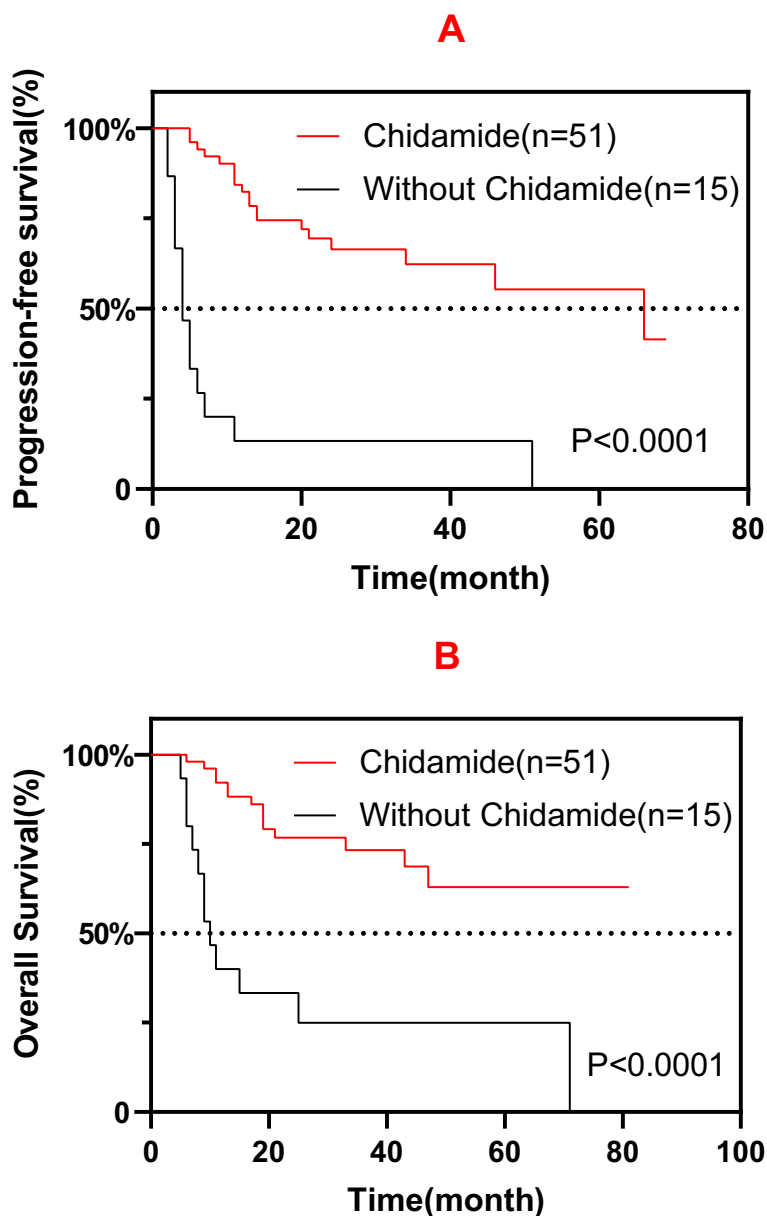 A
Progression-free survival(%)
100%
50%
0
Chidamide(n=51)
Without Chidamide(n=15)
P<0.0001
0 20 40 60 80
Time(month)
B
Overall Survival(%)
100%
50%
0
Chidamide(n=51)
Without Chidamide(n=15)
P<0.0001
0 20 40 60 80 100
Time(month)